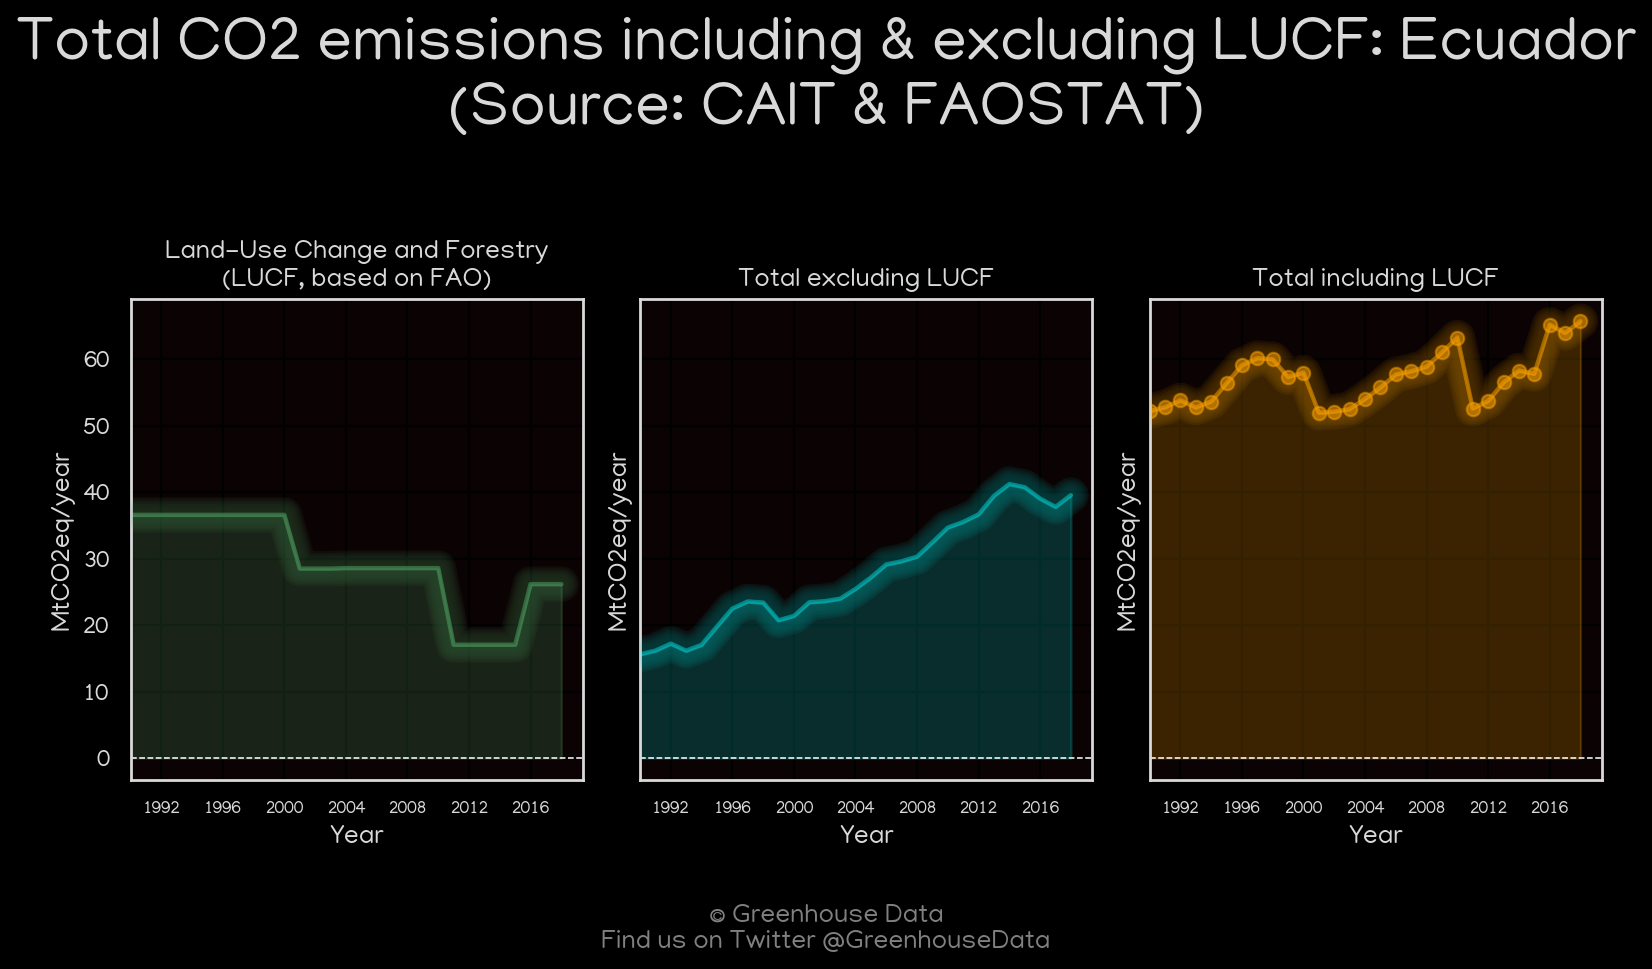 Total CO2 emissions including & excluding LUCF: Ecuador
(Source: CAIT & FAOSTAT)
Land-Use Change and Forestry
(LUCF, based on FAO)
Total excluding LUCF
Total including LUCF
MtCO2eq/year
60
50
40
30
20
10
0
MtCO2eq/year
MtCO2eq/year
1992 1996 2000 2004 2008 2012 2016
1992 1996 2000 2004 2008 2012 2016
1992 1996 2000 2004 2008 2012 2016
Year
Year
Year
© Greenhouse Data
Find us on Twitter @GreenhouseData